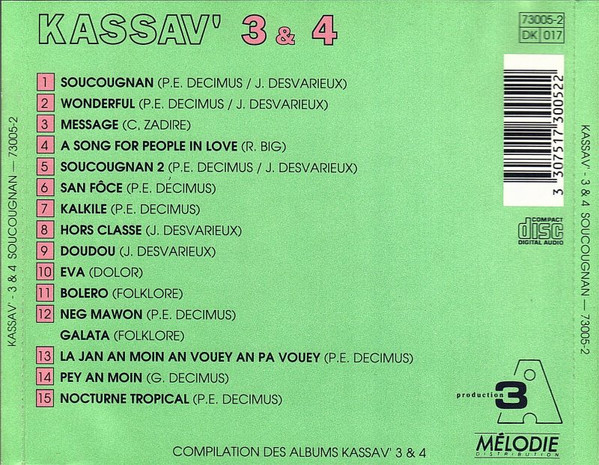 KASSAV' 3 & 4
73005-2
DK 017
1 SOUCOUGNAN (P.E. DECIMUS / J. DESVARIEUX)
2 WONDERFUL (P.E. DECIMUS / J. DESVARIEUX)
3 MESSAGE (C. ZADIRE)
4 A SONG FOR PEOPLE IN LOVE (R. BIG)
5 SOUCOUGNAN 2 (P.E. DECIMUS / J. DESVARIEUX)
6 SAN FÔCE (P.E. DECIMUS)
7 KALKILE (P.E. DECIMUS)
8 HORS CLASSE (J. DESVARIEUX)
9 DOUDOU (J. DESVARIEUX)
10 EVA (DOLOR)
11 BOLERO (FOLKLORE)
12 NEG MAWON (P.E. DECIMUS)
GALATA (FOLKLORE)
13 LA JAN AN MOIN AN VOUEY AN PA VOUEY (P.E. DECIMUS)
14 PEY AN MOIN (G. DECIMUS)
15 NOCTURNE TROPICAL (P.E. DECIMUS)
COMPILATION DES ALBUMS KASSAV' 3 & 4
3 307517 300522
COMPACT
disc
DIGITAL AUDIO
production 3 A
MÉLODIE
DISTRIBUTION
KASSAV' - 3 & 4 SOUCOUGNAN — 73005-2
KASSAV' - 3 & 4 SOUCOUGNAN — 73005-2